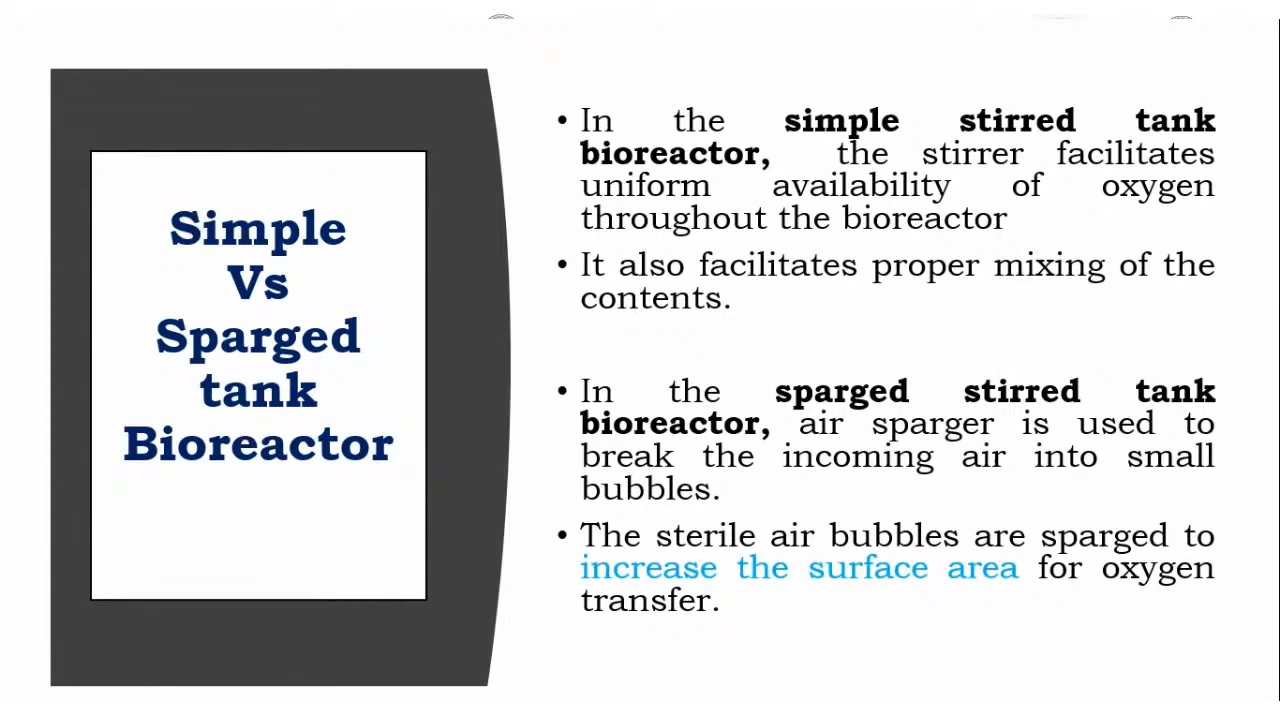 Simple
Vs
Sparged
tank
Bioreactor
• In the simple stirred tank
bioreactor, the stirrer facilitates
uniform availability of oxygen
throughout the bioreactor
• It also facilitates proper mixing of the
contents.
• In the sparged stirred tank
bioreactor, air sparger is used to
break the incoming air into small
bubbles.
• The sterile air bubbles are sparged to
increase the surface area for oxygen
transfer.